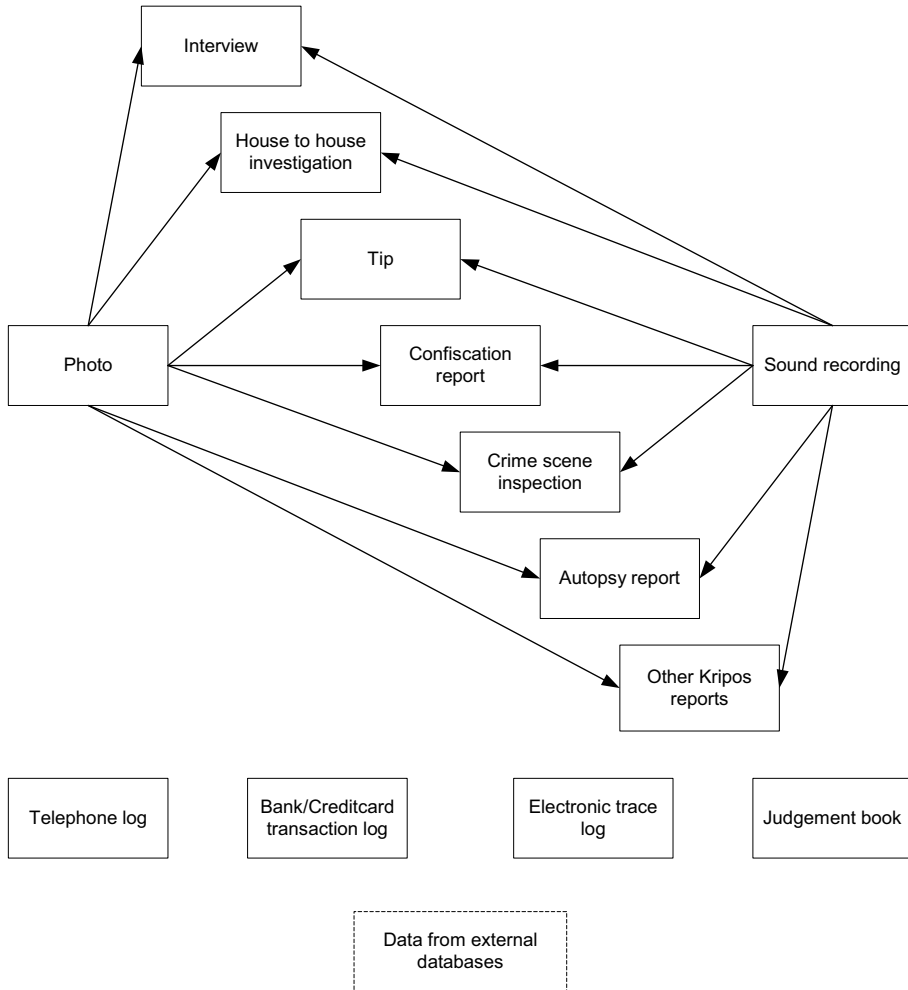 Interview
House to house
investigation
Tip
Photo
Confiscation
report
Sound recording
Crime scene
inspection
Autopsy report
Other Kripos
reports
Telephone log
Bank/Creditcard
transaction log
Electronic trace
log
Judgement book
Data from external
databases